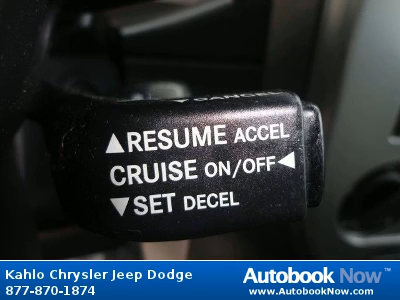 ▼CANCEL
▲RESUME ACCEL
CRUISE ON/OFF◀
▼SET DECEL
Kahlo Chrysler Jeep Dodge
877-870-1874
Autobook Now™
www.AutobookNow.com